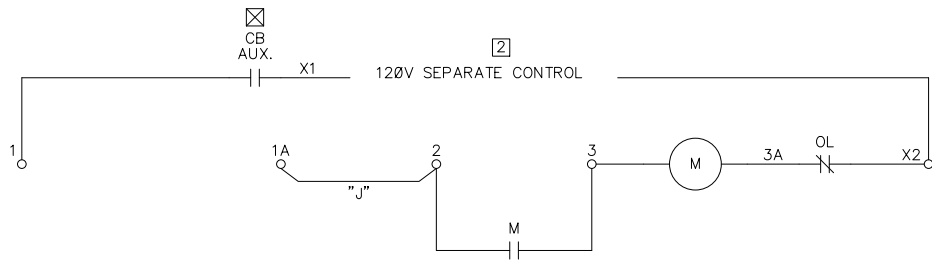 CB
AUX.
2
X1
120V SEPARATE CONTROL
1
1A
2
3
M
3A
OL
X2
"J"
M